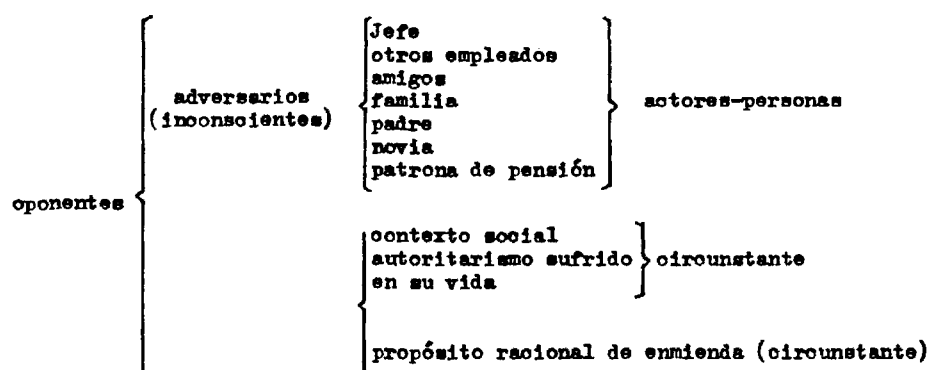 Jefe
otros empleados
amigos
adversarios
(inconscientes)
familia
padre
novia
patrona de pensión
actores-personas
oponentes
contexto social
autoritarismo sufrido
en su vida
circunstante
propósito racional de enmienda (circunstante)